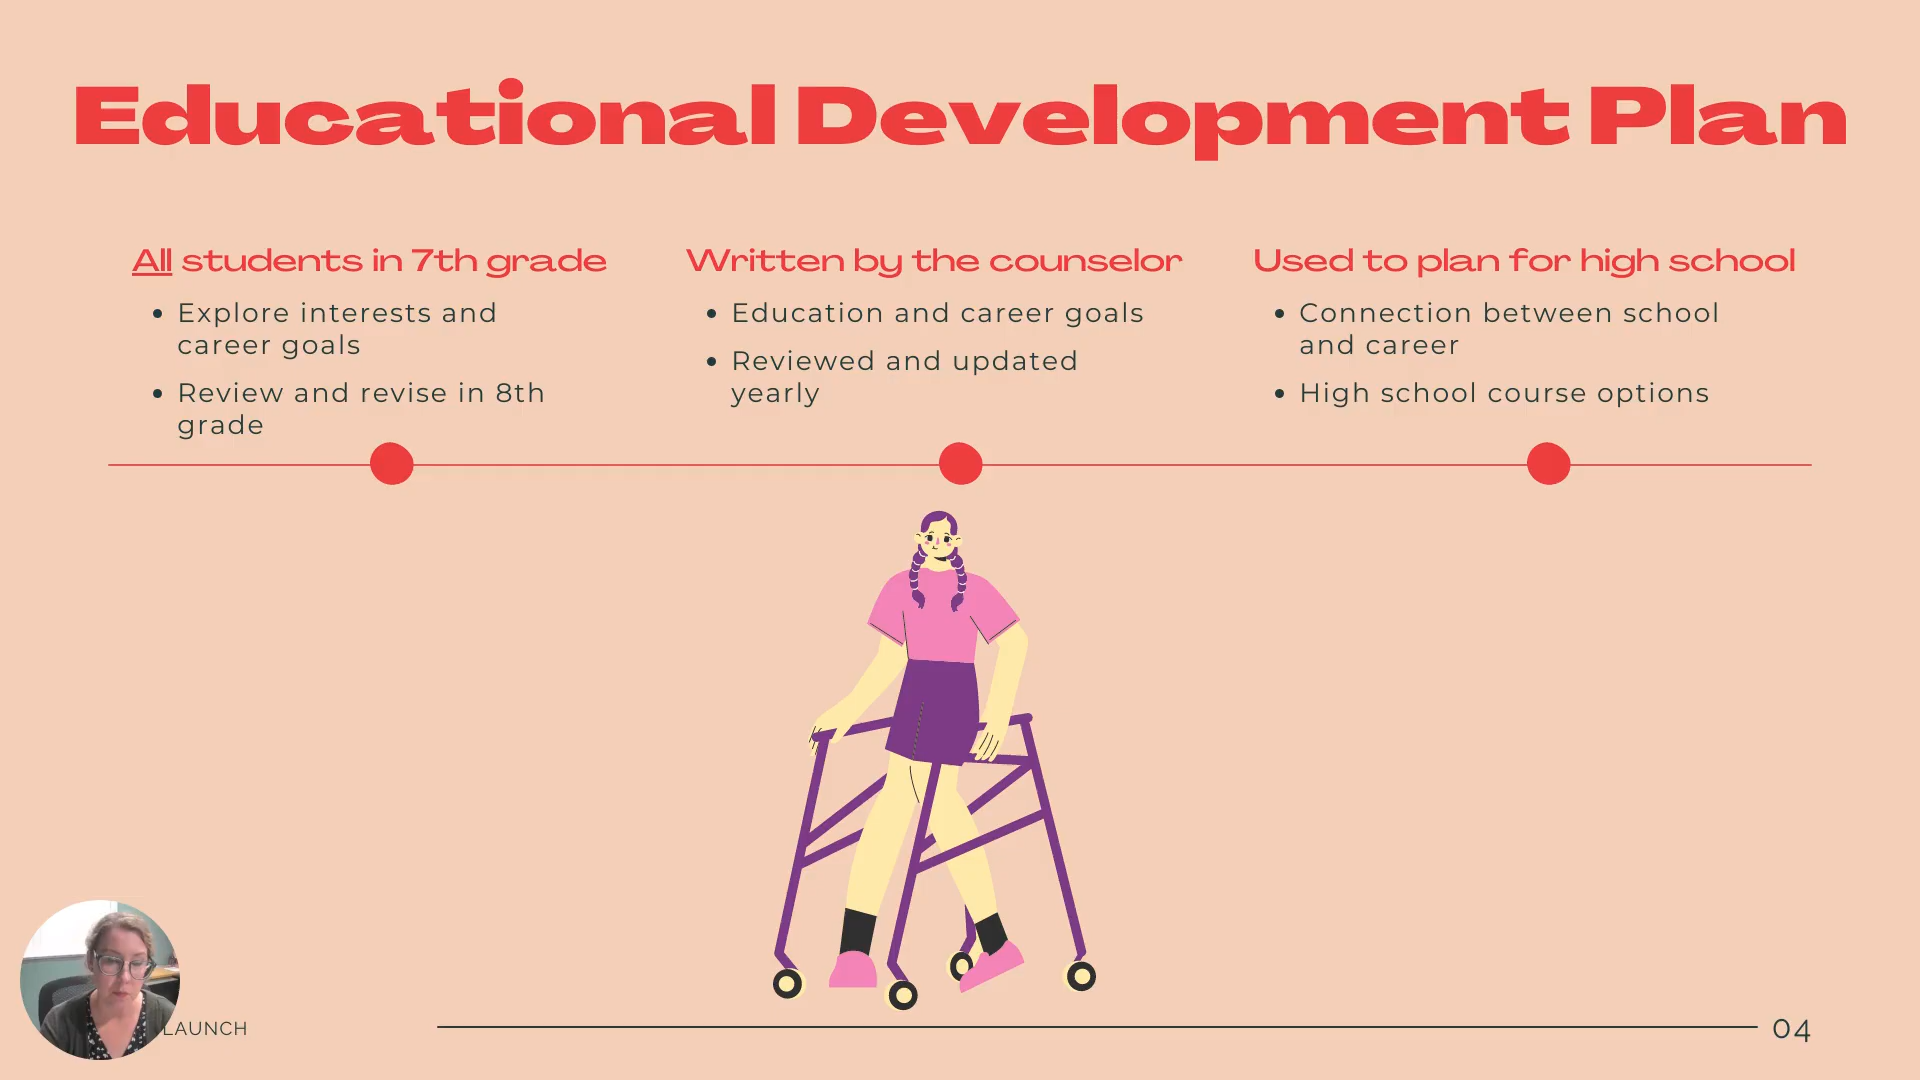 Educational Development Plan
All students in 7th grade
• Explore interests and
career goals
• Review and revise in 8th
grade
Written by the counselor
• Education and career goals
• Reviewed and updated
yearly
Used to plan for high school
• Connection between school
and career
• High school course options
LAUNCH
04